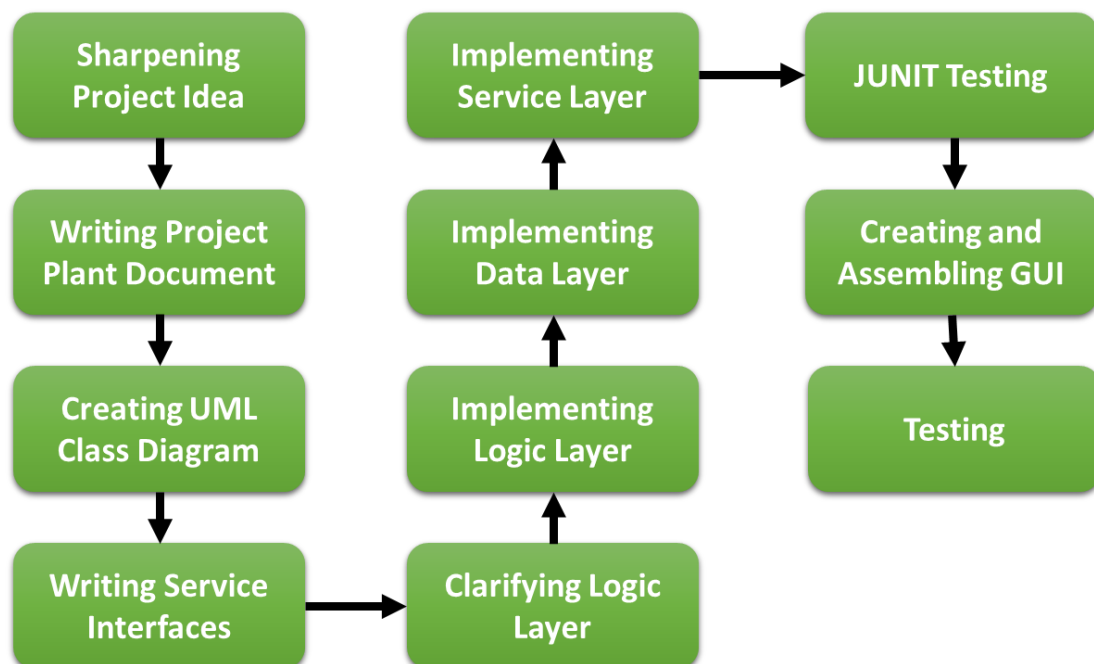 Sharpening
Project Idea
Writing Project
Plant Document
Creating UML
Class Diagram
Writing Service
Interfaces
Clarifying Logic
Layer
Implementing
Logic Layer
Implementing
Data Layer
Implementing
Service Layer
JUNIT Testing
Creating and
Assembling GUI
Testing